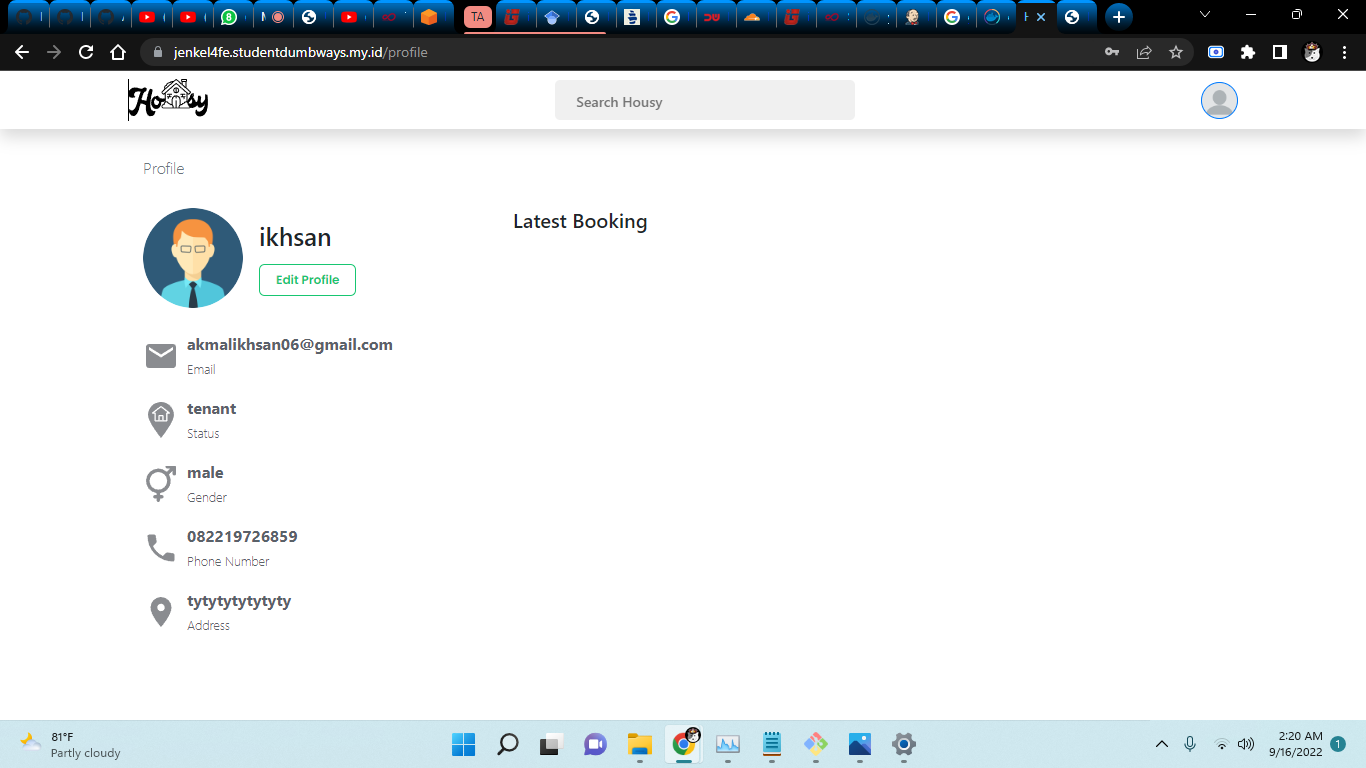 TA
jenkel4fe.studentdumbways.my.id/profile
Housy
Search Housy
Profile
ikhsan
Edit Profile
Latest Booking
akmalikhsan06@gmail.com
Email
tenant
Status
male
Gender
082219726859
Phone Number
tytytytytytyty
Address
81°F
Partly cloudy
2:20 AM
9/16/2022
1